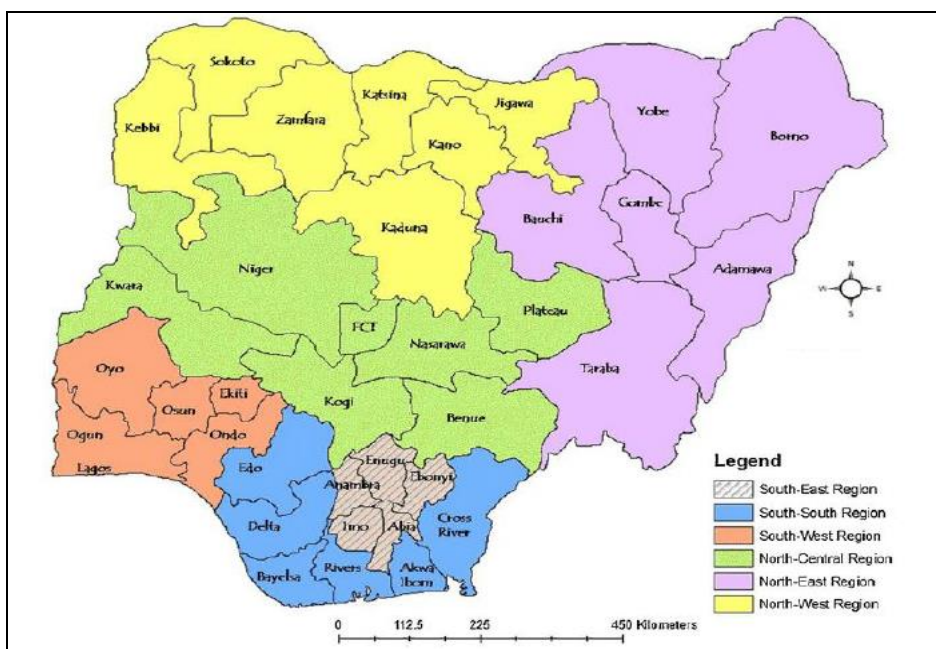 Sokoto
Katsina
Jigawa
Yobe
Borno
Kebbi
Zamfara
Kano
Gombe
Bauchi
Kaduna
Adamawa
Niger
N
W E
S
Kwara
FCT
Plateau
Nasarawa
Taraba
Oyo
Kogi
Benue
Ekiti
Osun
Ogun
Ondo
Lagos
Edo
Enugu
Ebonyi
Anambra
Delta
Imo
Abia
Cross
River
Bayelsa
Rivers
Akwa
Ibom
Legend
South-East Region
South-South Region
South-West Region
North-Central Region
North-East Region
North-West Region
0 112.5 225 450 Kilometers